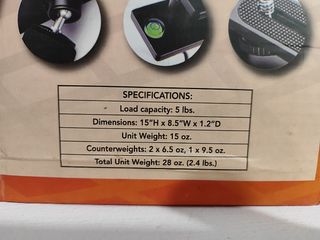 SPECIFICATIONS:
Load capacity: 5 lbs.
Dimensions: 15"H x 8.5"W x 1.2"D
Unit Weight: 15 oz.
Counterweights: 2 x 6.5 oz, 1 x 9.5 oz.
Total Unit Weight: 28 oz. (2.4 lbs.)